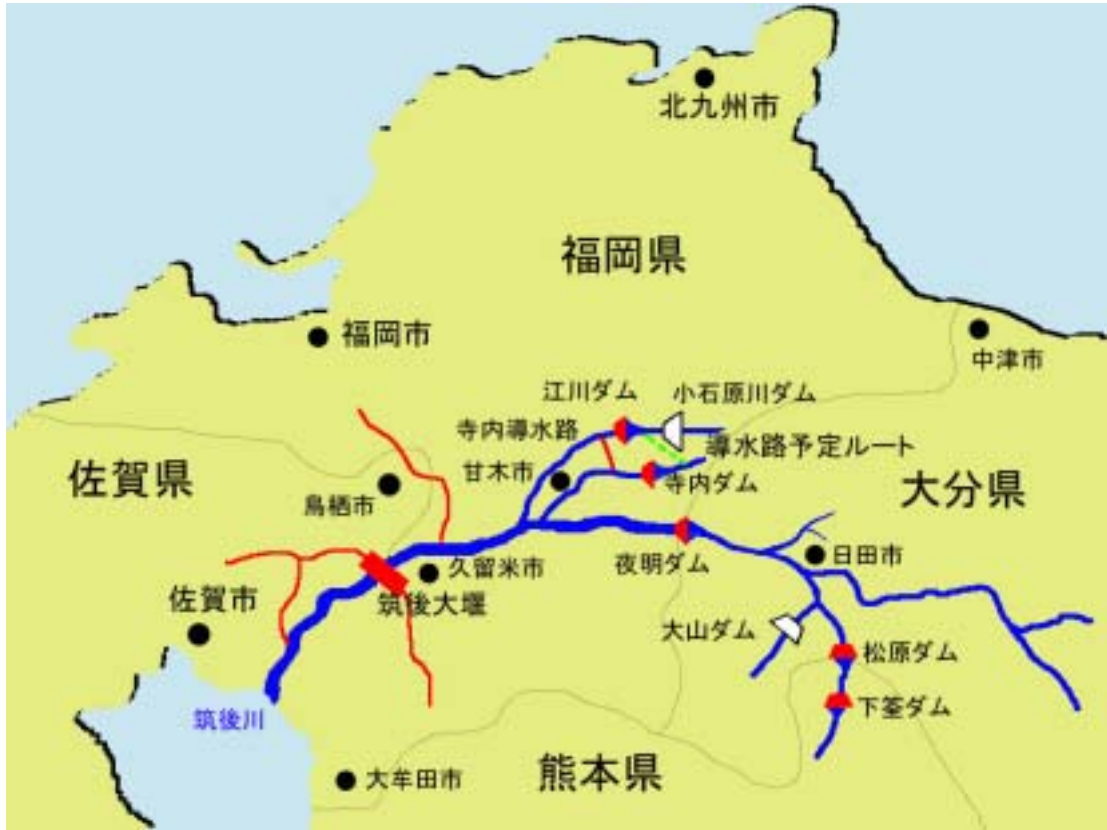 北九州市
福岡県
福岡市
中津市
江川ダム
小石原川ダム
寺内導水路
導水路予定ルート
佐賀県
甘木市
寺内ダム
大分県
鳥栖市
久留米市
夜明ダム
日田市
佐賀市
筑後大堰
大山ダム
松原ダム
筑後川
下筌ダム
熊本県
大牟田市